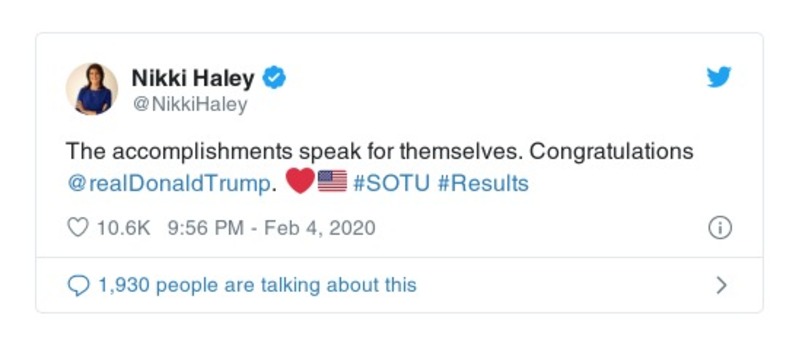 Nikki Haley
@NikkiHaley
The accomplishments speak for themselves. Congratulations
@realDonaldTrump. ❤️🇺🇸 #SOTU #Results
10.6K 9:56 PM - Feb 4, 2020
1,930 people are talking about this